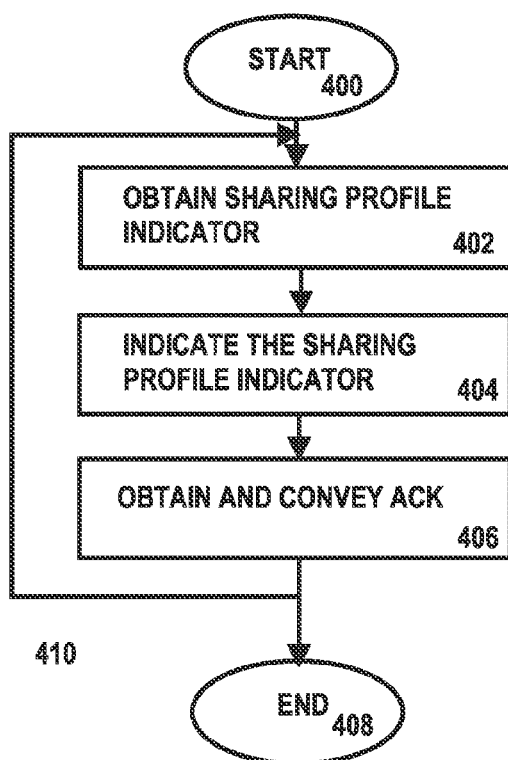 START
400
OBTAIN SHARING PROFILE
INDICATOR
402
INDICATE THE SHARING
PROFILE INDICATOR
404
OBTAIN AND CONVEY ACK
406
410
END
408